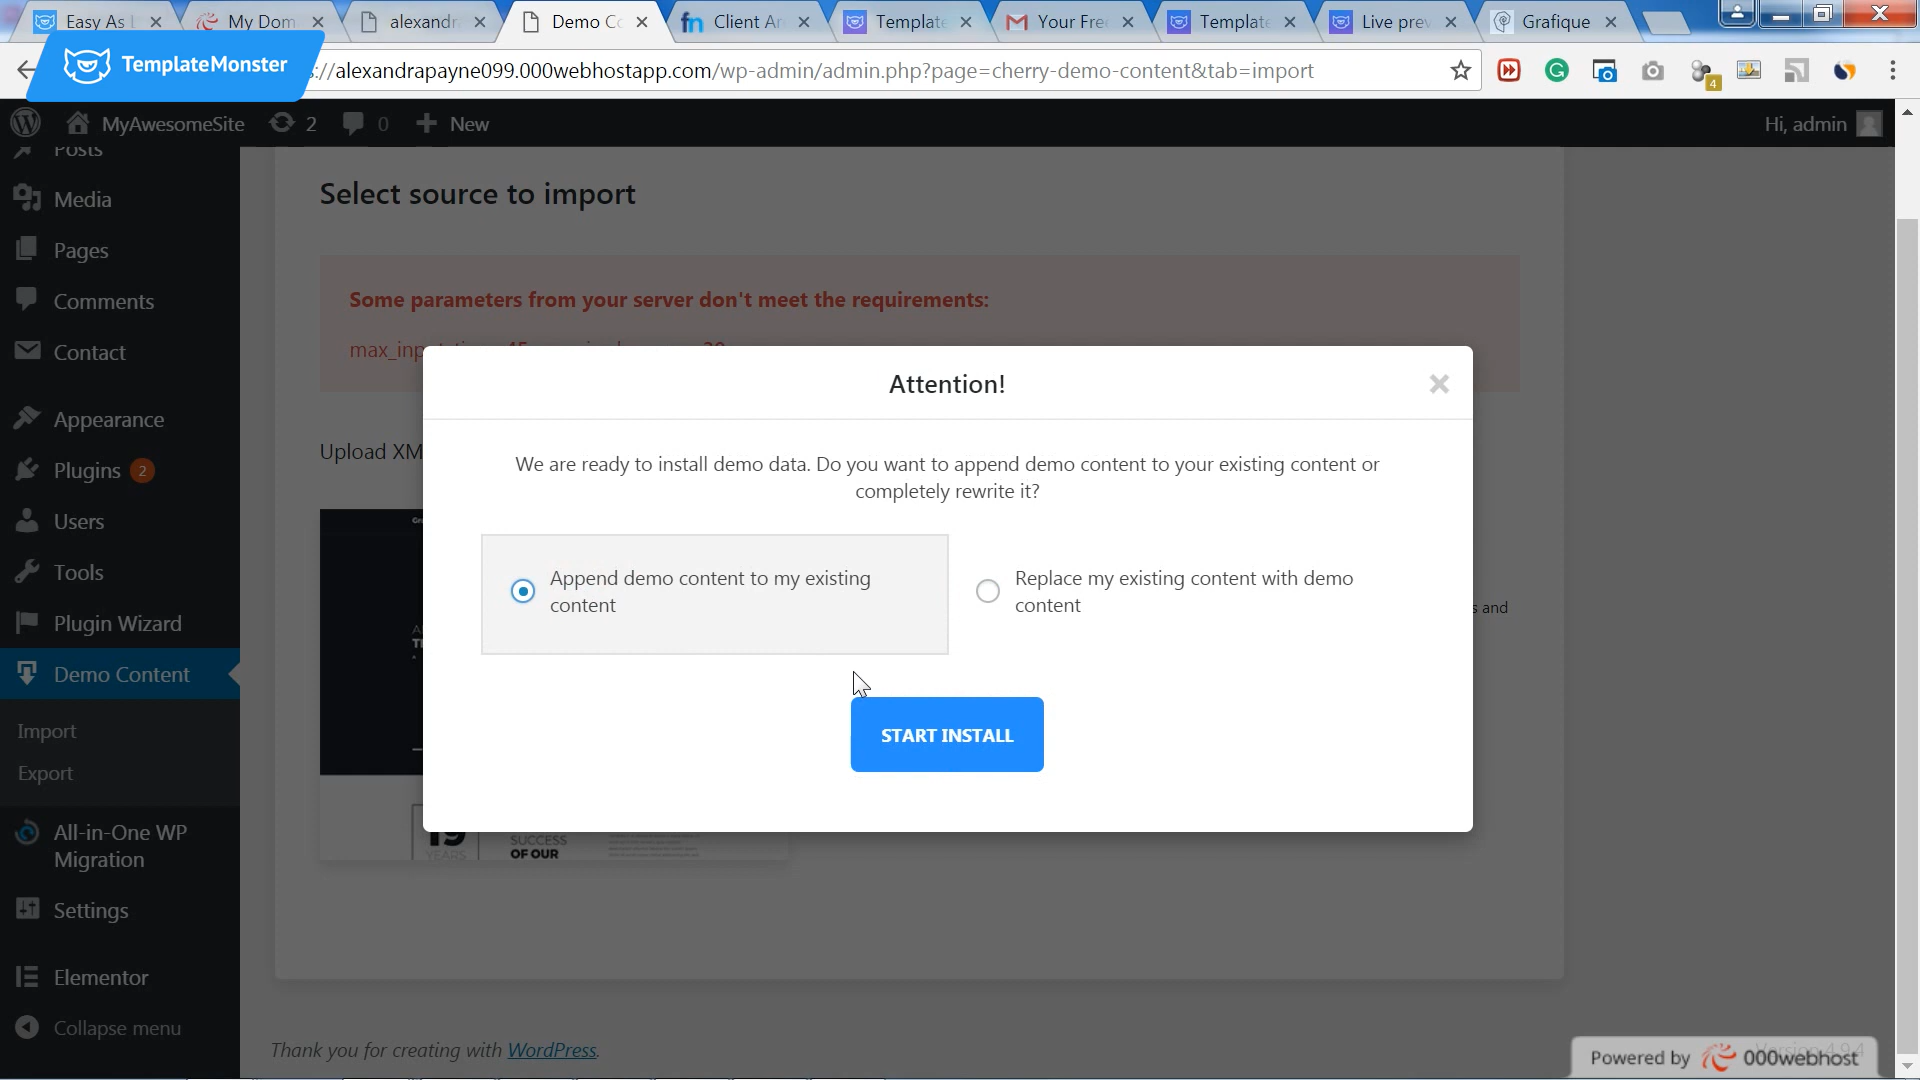 Easy As L
My Dom
alexandr
Demo Co
Client Ar
Template
Your Free
Template
Live prev
Grafique
TemplateMonster
://alexandrapayne099.000webhostapp.com/wp-admin/admin.php?page=cherry-demo-content&tab=import
4
MyAwesomeSite
2
0
New
Hi, admin
Posts
Media
Pages
Comments
Contact
Appearance
Plugins 2
Users
Tools
Plugin Wizard
Demo Content
Import
Export
All-in-One WP
Migration
Settings
Elementor
Collapse menu
Select source to import
Some parameters from your server don't meet the requirements:
Upload XM
s and
Attention!
We are ready to install demo data. Do you want to append demo content to your existing content or
completely rewrite it?
Append demo content to my existing
content
Replace my existing content with demo
content
START INSTALL
19
YEARS
SUCCESS
OF OUR
Thank you for creating with WordPress.
Powered by 000webhost